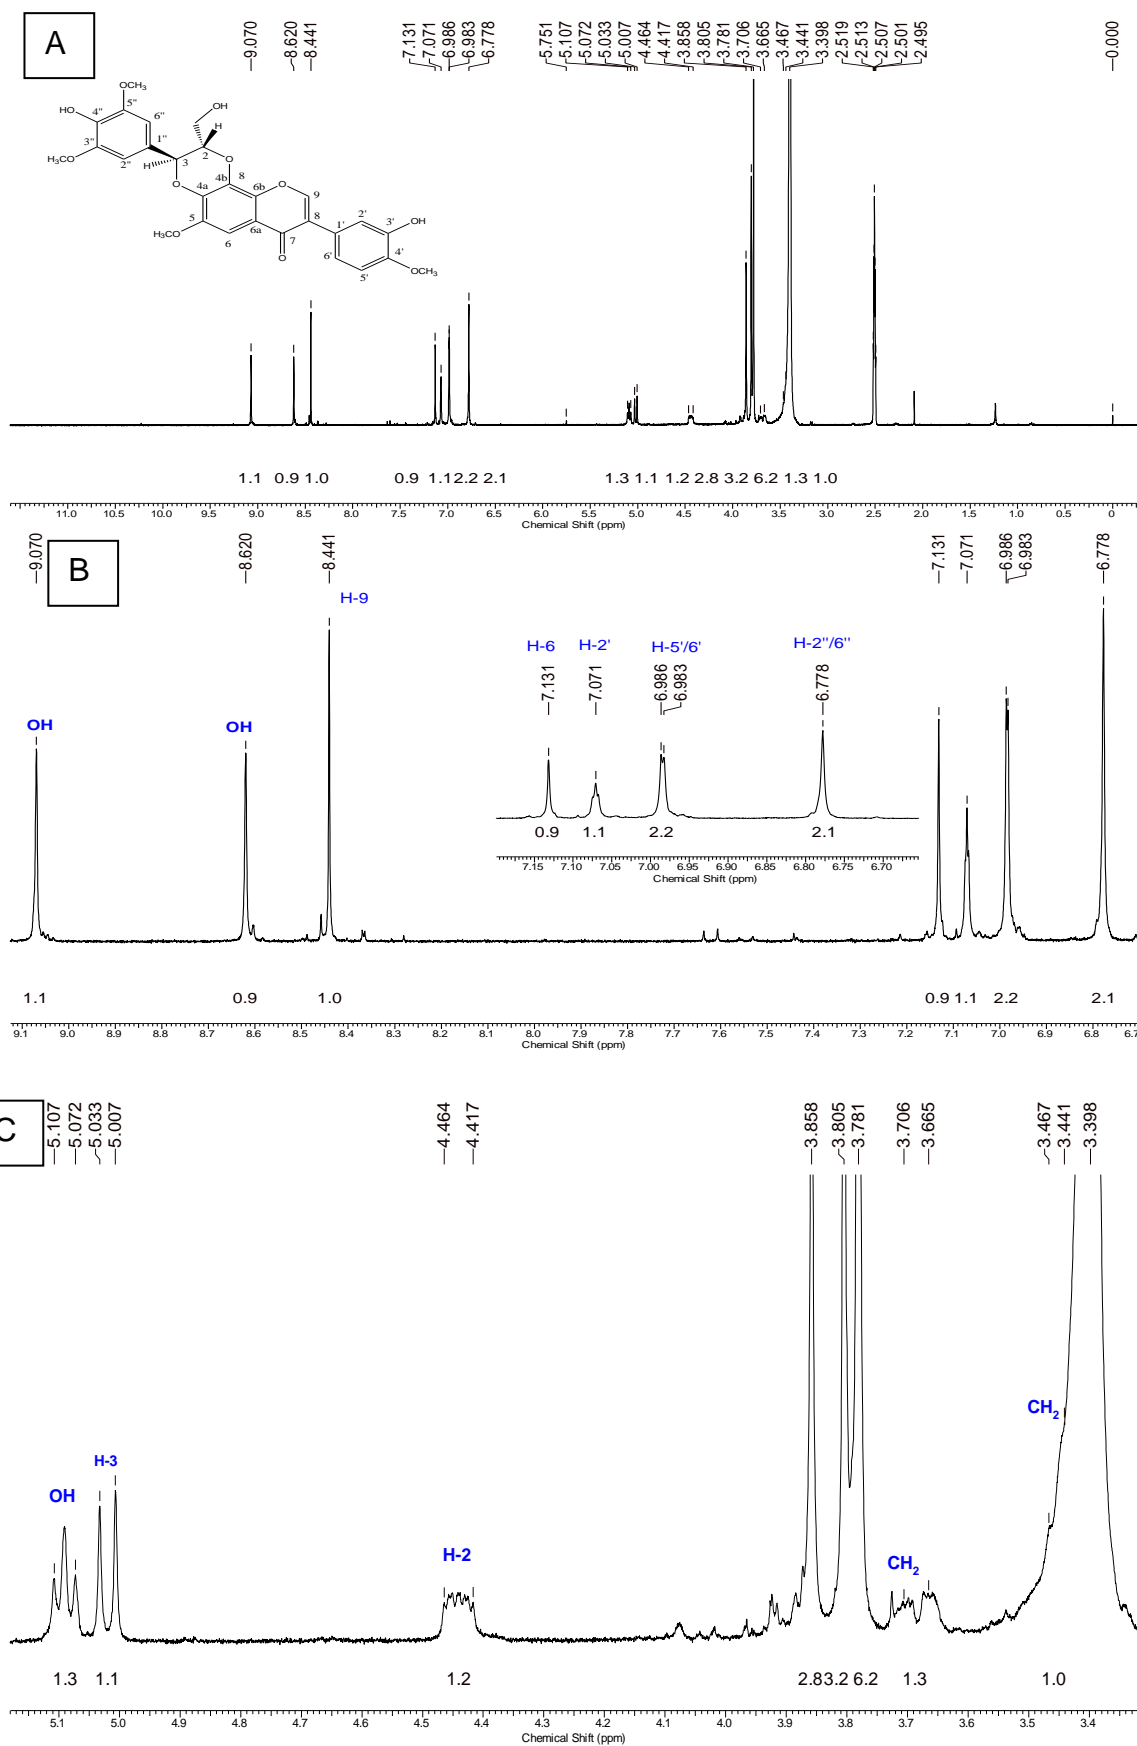 A
9.070
8.620
8.441
7.131
7.071
6.986
6.983
6.778
5.751
5.107
5.072
5.033
5.007
4.464
4.417
3.858
3.805
3.781
3.706
3.665
3.467
3.441
3.398
2.519
2.513
2.507
2.501
2.495
0.000
OCH3
5"
HO
4"
6"
OH
H
3"
1"
2
H3CO
2"
H
3
O
8
O
4b
4a
6b
O
9
5
6a
8
1'
2'
3'
OH
OCH3
6
7
O
6'
5'
4'
OCH3
1.1 0.9 1.0 0.9 1.1 2.2 2.1 1.3 1.1 1.2 2.8 3.2 6.2 1.3 1.0
11.0 10.5 10.0 9.5 9.0 8.5 8.0 7.5 7.0 6.5 6.0 5.5 5.0 4.5 4.0 3.5 3.0 2.5 2.0 1.5 1.0 0.5 0
Chemical Shift (ppm)
B
9.070
8.620
8.441
7.131
7.071
6.986
6.983
6.778
H-9
OH
OH
H-6 H-2' H-5'/6' H-2"/6"
7.131
7.071
6.986
6.983
6.778
0.9 1.1 2.2 2.1
7.15 7.10 7.05 7.00 6.95 6.90 6.85 6.80 6.75 6.70
Chemical Shift (ppm)
1.1 0.9 1.0 0.9 1.1 2.2 2.1
9.1 9.0 8.9 8.8 8.7 8.6 8.5 8.4 8.3 8.2 8.1 8.0 7.9 7.8 7.7 7.6 7.5 7.4 7.3 7.2 7.1 7.0 6.9 6.8 6.7
Chemical Shift (ppm)
C
5.107
5.072
5.033
5.007
4.464
4.417
3.858
3.805
3.781
3.706
3.665
3.467
3.441
3.398
CH2
H-3
OH
H-2
CH2
1.3 1.1 1.2 2.8 3.2 6.2 1.3 1.0
5.1 5.0 4.9 4.8 4.7 4.6 4.5 4.4 4.3 4.2 4.1 4.0 3.9 3.8 3.7 3.6 3.5 3.4
Chemical Shift (ppm)